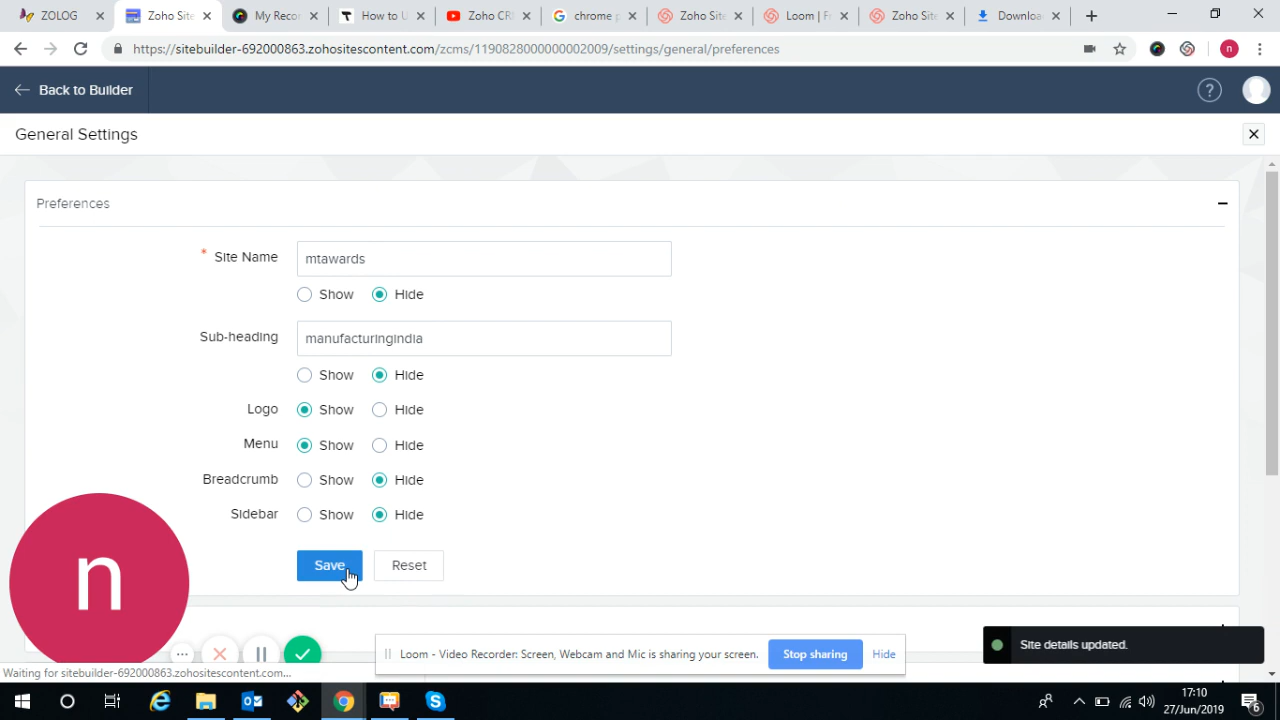 ZOLOG
Zoho Site
My Reco
How to Li
Zoho CR
chrome p
Zoho Site
Loom | F
Zoho Site
Downloa
https://sitebuilder-692000863.zohositescontent.com/zcms/1190828000000002009/settings/general/preferences
n
Back to Builder
?
General Settings
Preferences
* Site Name
mtawards
Show Hide
Sub-heading
manufacturingindia
Show Hide
Logo Show Hide
Menu Show Hide
Breadcrumb Show Hide
Sidebar Show Hide
Save Reset
n
Loom - Video Recorder: Screen, Webcam and Mic is sharing your screen.
Stop sharing
Hide
Site details updated.
Waiting for sitebuilder-692000863.zohositescontent.com...
17:10
27/Jun/2019
6